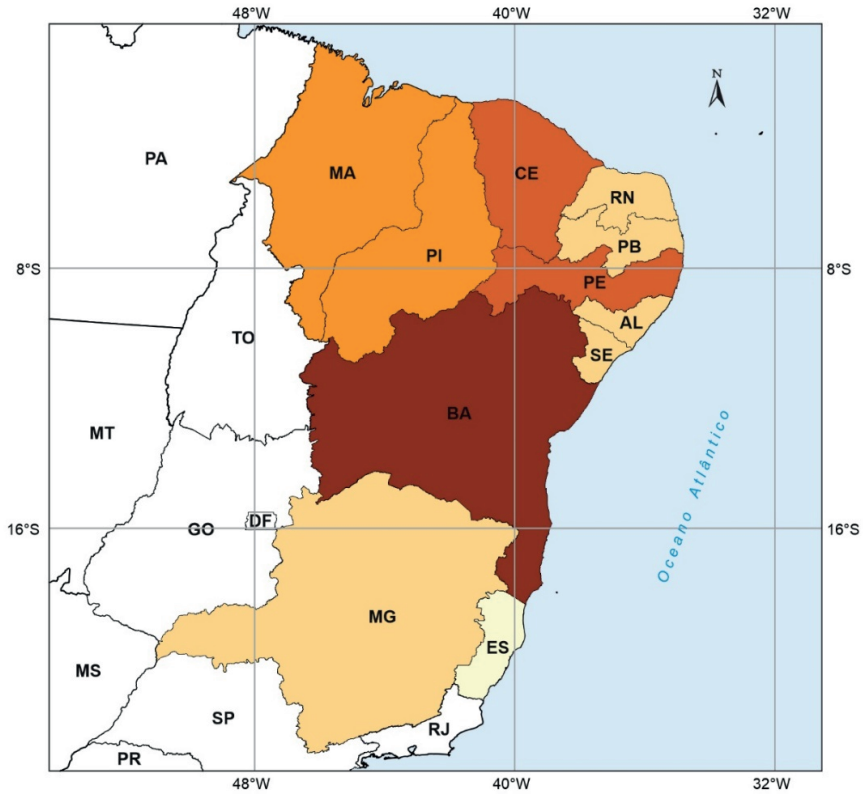 48°W 40°W 32°W
N
PA
MA
CE
RN
PB
PI
8°S 8°S
PE
AL
TO
SE
BA
MT
Oceano Atlântico
DF
GO
16°S 16°S
MG
ES
MS
SP
RJ
PR
48°W 40°W 32°W